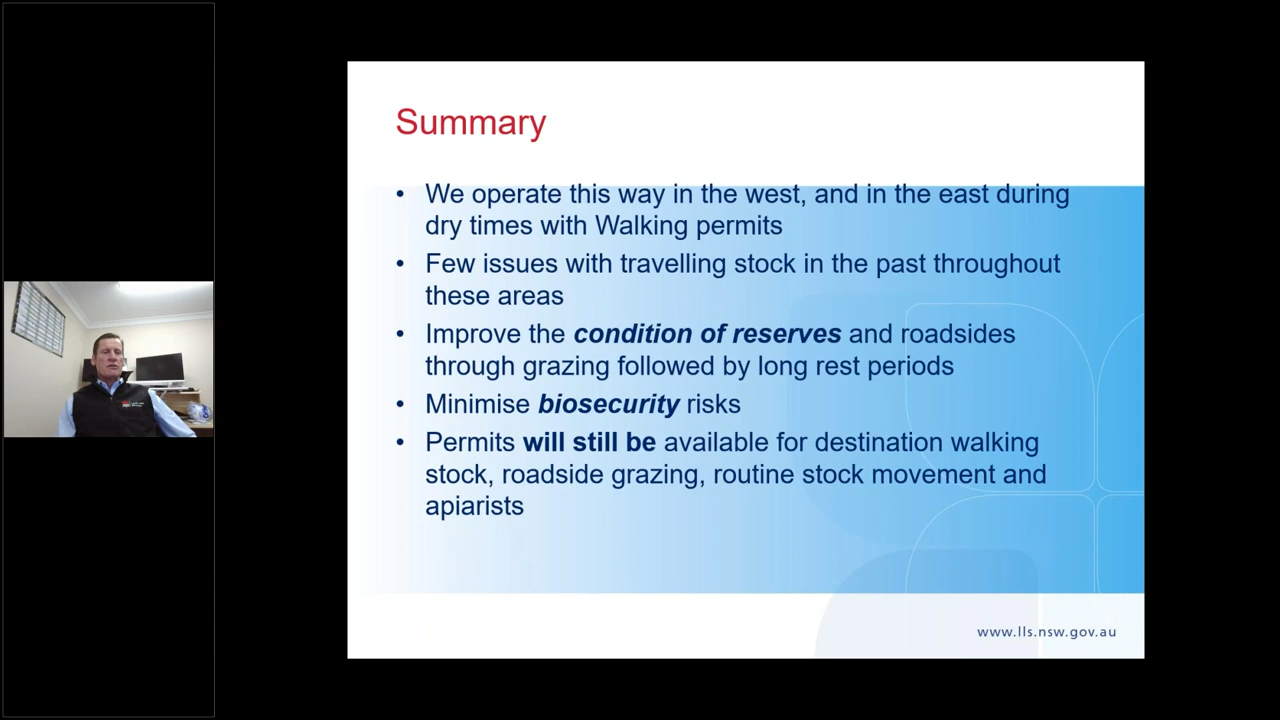 Summary
• We operate this way in the west, and in the east during
dry times with Walking permits
• Few issues with travelling stock in the past throughout
these areas
• Improve the condition of reserves and roadsides
through grazing followed by long rest periods
• Minimise biosecurity risks
• Permits will still be available for destination walking
stock, roadside grazing, routine stock movement and
apiarists
www.lls.nsw.gov.au